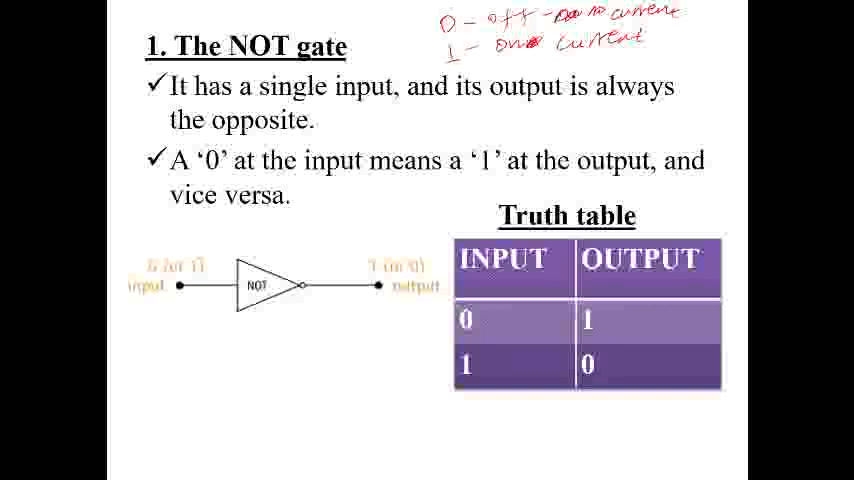 0 - off - no current
1 - on current
1. The NOT gate
✓It has a single input, and its output is always
the opposite.
✓A ‘0’ at the input means a ‘1’ at the output, and
vice versa.
Truth table
INPUT OUTPUT
0 1
1 0
0 (or 1) 1 (or 0)
input NOT output